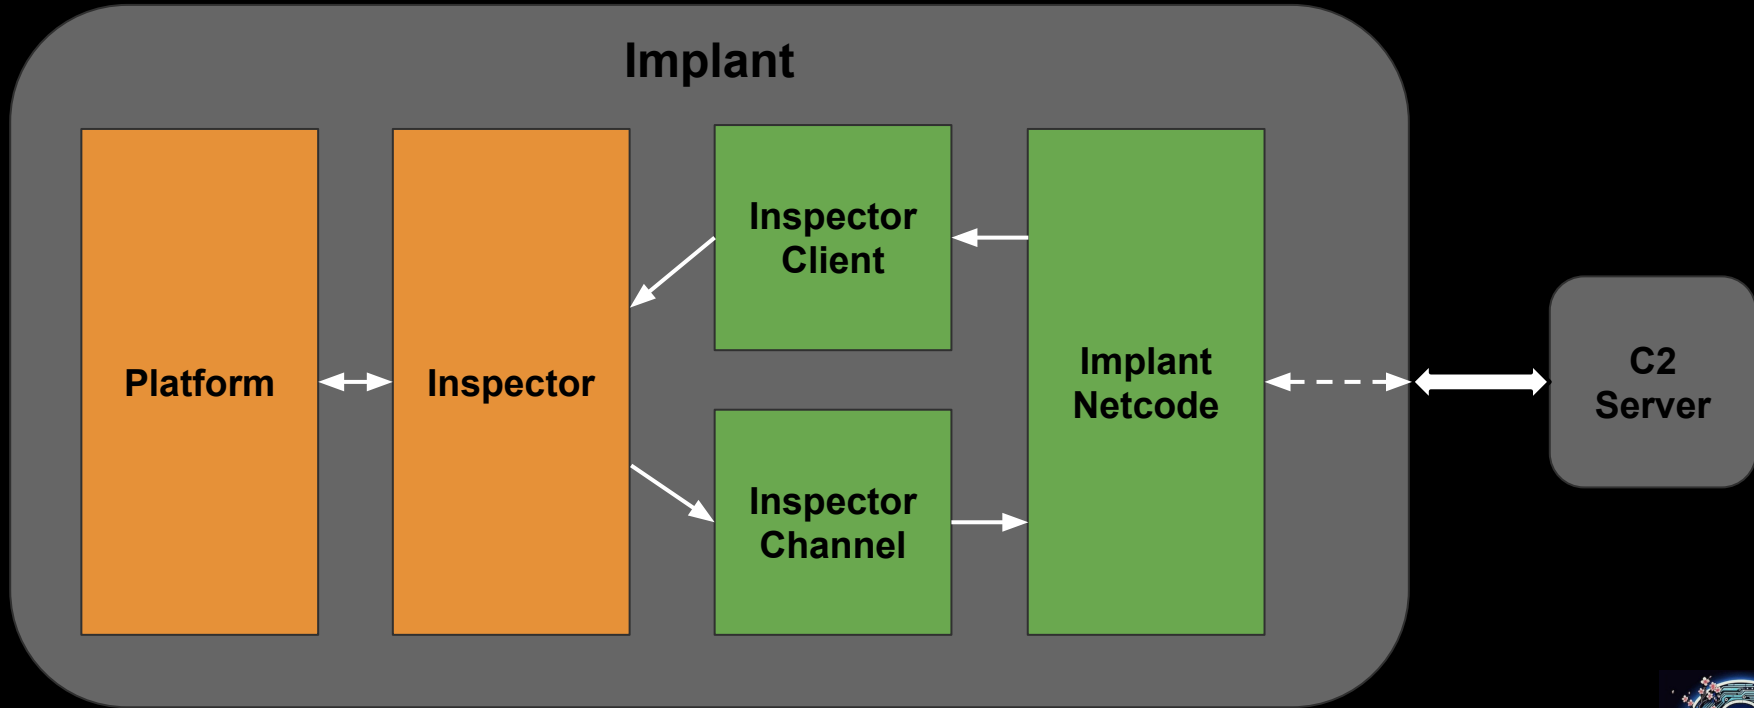 Implant
Platform
Inspector
Inspector
Client
Inspector
Channel
Implant
Netcode
C2
Server